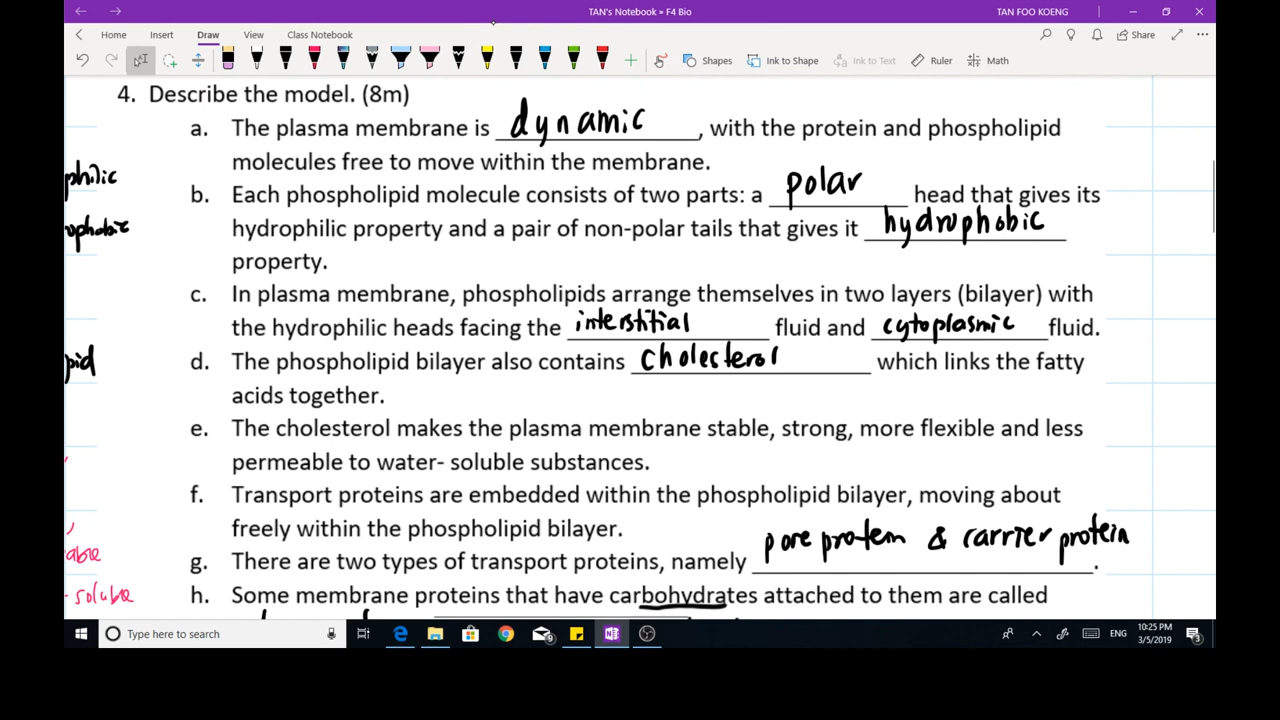 TAN's Notebook » F4 Bio
TAN FOO KOENG
Home Insert Draw View Class Notebook
Share
Shapes Ink to Shape Ink to Text Ruler Math
4. Describe the model. (8m)
a. The plasma membrane is dynamic, with the protein and phospholipid
molecules free to move within the membrane.
philic
b. Each phospholipid molecule consists of two parts: a polar head that gives its
ophobic
hydrophilic property and a pair of non-polar tails that gives it hydrophobic
property.
c. In plasma membrane, phospholipids arrange themselves in two layers (bilayer) with
the hydrophilic heads facing the interstitial fluid and cytoplasmic fluid.
pid
d. The phospholipid bilayer also contains cholesterol which links the fatty
acids together.
e. The cholesterol makes the plasma membrane stable, strong, more flexible and less
permeable to water- soluble substances.
f. Transport proteins are embedded within the phospholipid bilayer, moving about
freely within the phospholipid bilayer.
able
g. There are two types of transport proteins, namely pore protein & carrier protein.
- soluble
h. Some membrane proteins that have carbohydrates attached to them are called
Type here to search
ENG
10:25 PM
3/5/2019